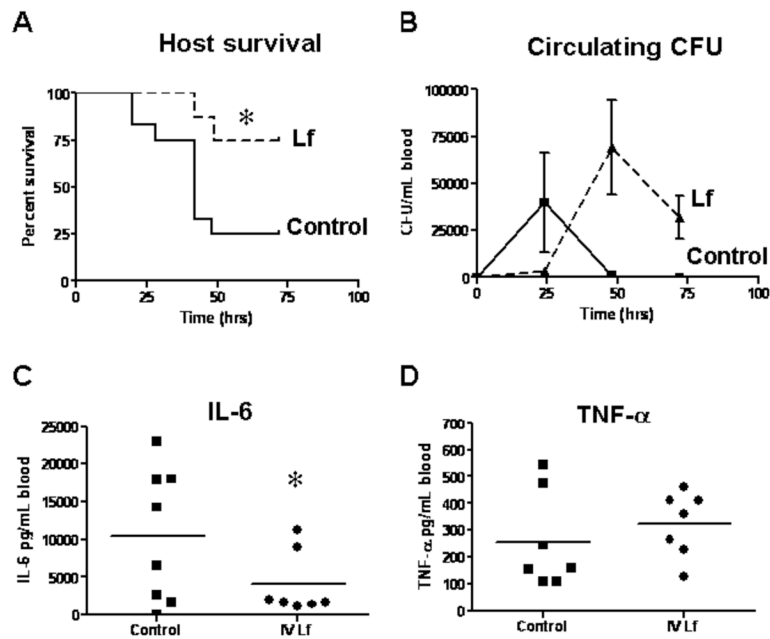 A
Host survival
Percent survival
100
75
50
25
0
*
Lf
Control
0 25 50 75 100
Time (hrs)
B
Circulating CFU
CFU/mL blood
100000
75000
50000
25000
0
Lf
Control
0 25 50 75 100
Time (hrs)
C
IL-6
IL-6 pg/mL blood
25000
20000
15000
10000
5000
0
*
Control IV Lf
D
TNF-α
TNF-α pg/mL blood
700
600
500
400
300
200
100
0
Control IV Lf